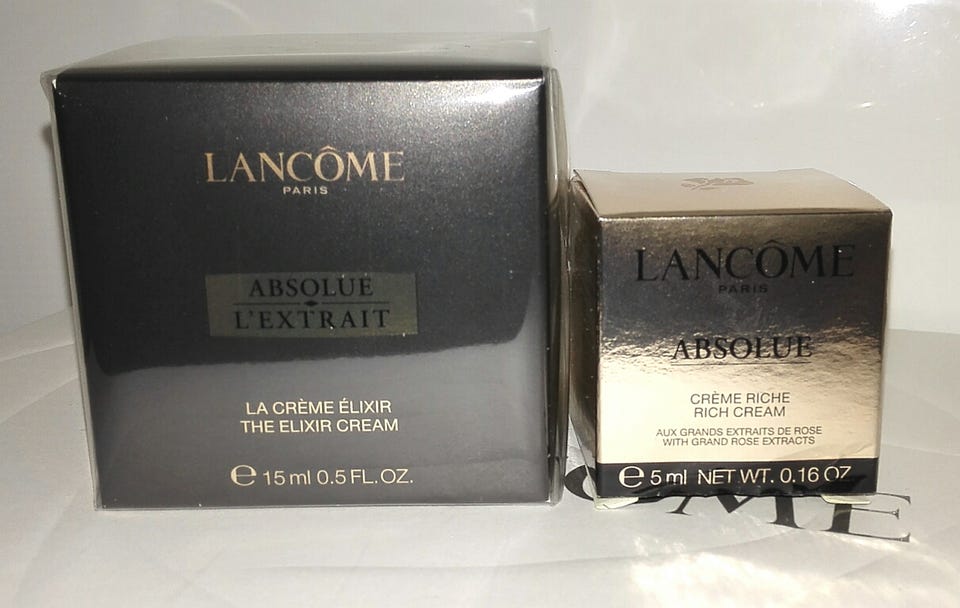 LANCÔME
PARIS
ABSOLUE
L'EXTRAIT
LA CRÈME ÉLIXIR
THE ELIXIR CREAM
e 15 ml 0.5 FL. OZ.
LANCÔME
PARIS
ABSOLUE
CRÈME RICHE
RICH CREAM
AUX GRANDS EXTRAITS DE ROSE
WITH GRAND ROSE EXTRACTS
e 5 ml NET WT. 0.16 OZ.